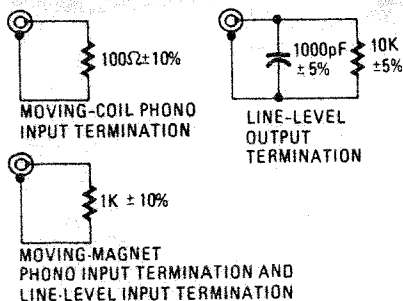 100Ω±10%
MOVING-COIL PHONO
INPUT TERMINATION
1000pF
±5%
10K
±5%
LINE-LEVEL
OUTPUT
TERMINATION
1K ±10%
MOVING-MAGNET
PHONO INPUT TERMINATION AND
LINE-LEVEL INPUT TERMINATION